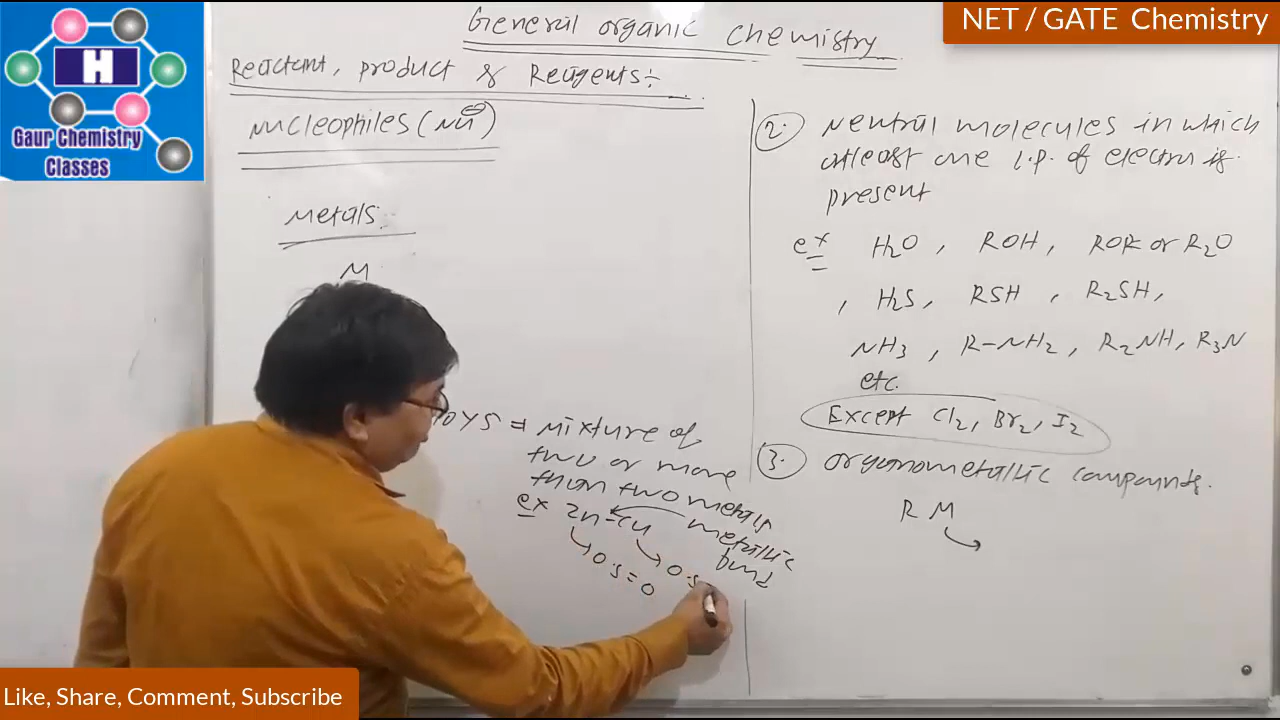 General organic chemistry
NET / GATE Chemistry
H
Gaur Chemistry
Classes
Reactant, product & Reagents:-
Nucleophiles (Nu⊖)
Metals:
M
oys = Mixture of
two or more
than two metals
ex Zn-Cu metallic
bond
O.S = 0
O.S
2. Neutral molecules in which
atleast one l.p. of electron is
present
ex H2O, ROH, ROR or R2O
, H2S, RSH, R2SH,
NH3, R-NH2, R2NH, R3N
etc.
Except Cl2, Br2, I2
3. organometallic compounds.
R M
Like, Share, Comment, Subscribe